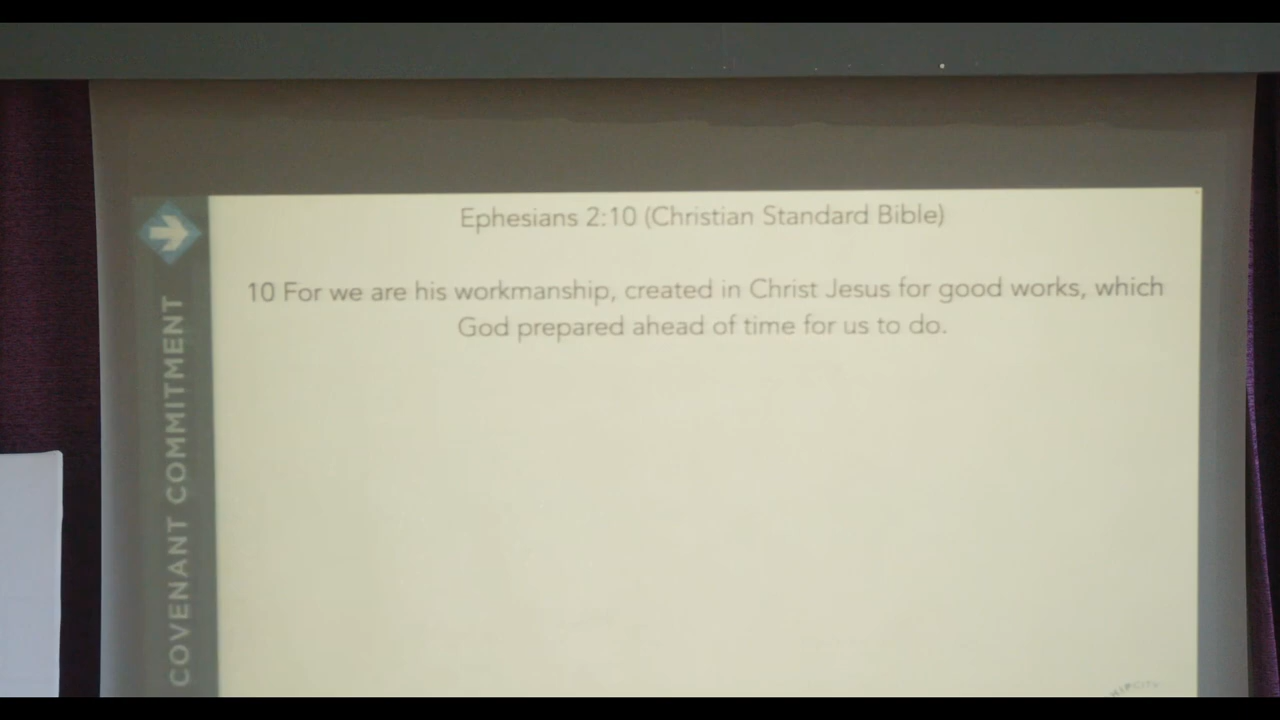 Ephesians 2:10 (Christian Standard Bible)
10 For we are his workmanship, created in Christ Jesus for good works, which
God prepared ahead of time for us to do.
COVENANT COMMITMENT